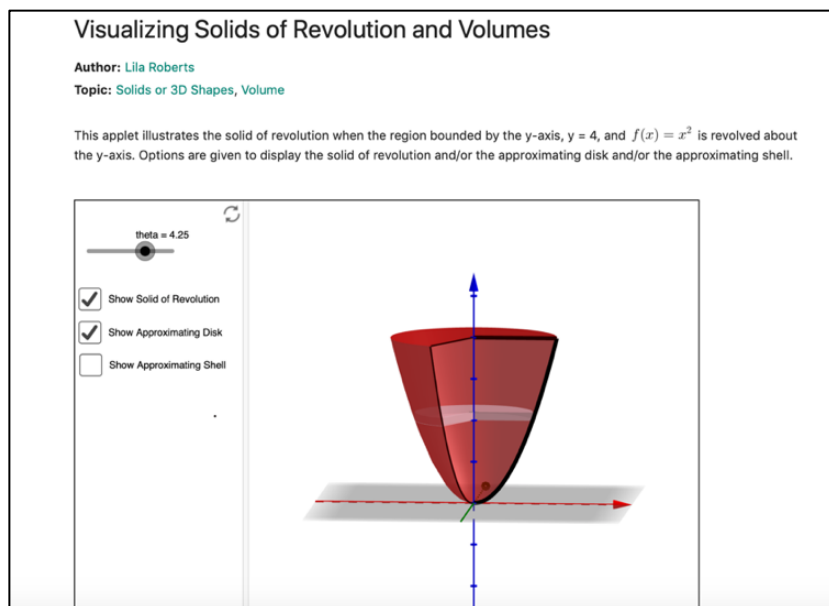 Visualizing Solids of Revolution and Volumes
Author: Lila Roberts
Topic: Solids or 3D Shapes, Volume
This applet illustrates the solid of revolution when the region bounded by the y-axis, y = 4, and f(x) = x² is revolved about
the y-axis. Options are given to display the solid of revolution and/or the approximating disk and/or the approximating shell.
theta = 4.25
Show Solid of Revolution
Show Approximating Disk
Show Approximating Shell